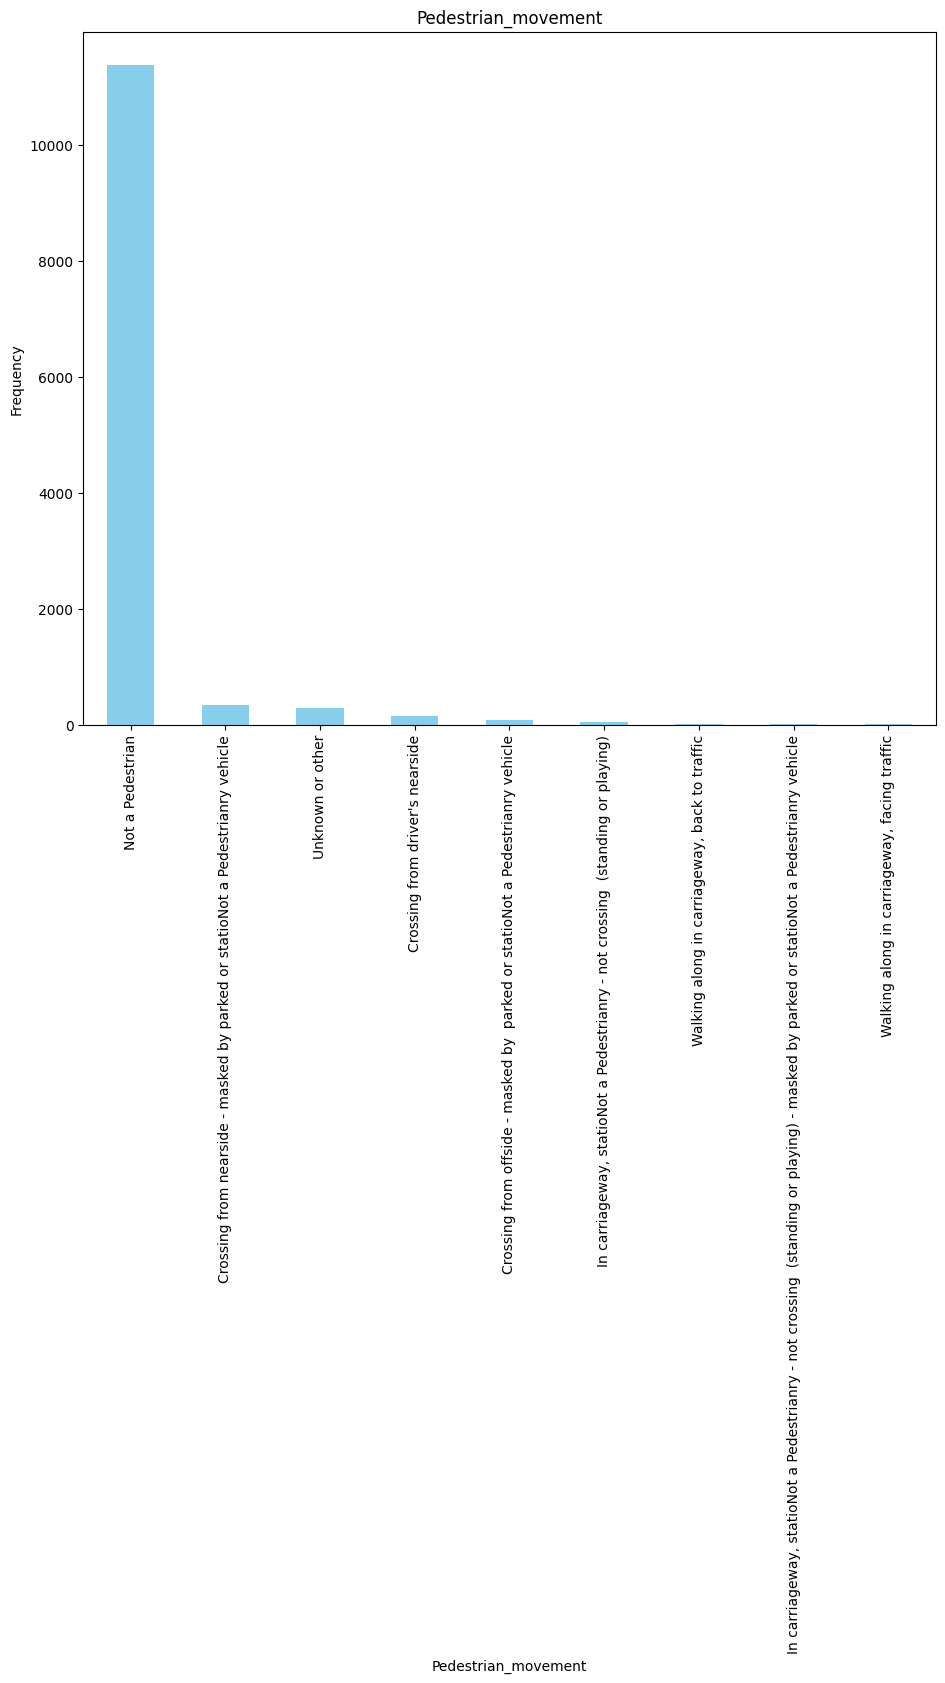 Pedestrian_movement
Frequency
10000
8000
6000
4000
2000
0
Not a Pedestrian
Crossing from nearside - masked by parked or statioNot a Pedestrianry vehicle
Unknown or other
Crossing from driver's nearside
Crossing from offside - masked by  parked or statioNot a Pedestrianry vehicle
In carriageway, statioNot a Pedestrianry - not crossing  (standing or playing)
Walking along in carriageway, back to traffic
In carriageway, statioNot a Pedestrianry - not crossing  (standing or playing) - masked by parked or statioNot a Pedestrianry vehicle
Walking along in carriageway, facing traffic
Pedestrian_movement